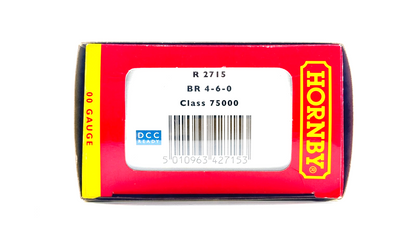 00 GAUGE
R 2715
BR 4-6-0
Class 75000
DCC
READY
5 010963 427153
HORNBY